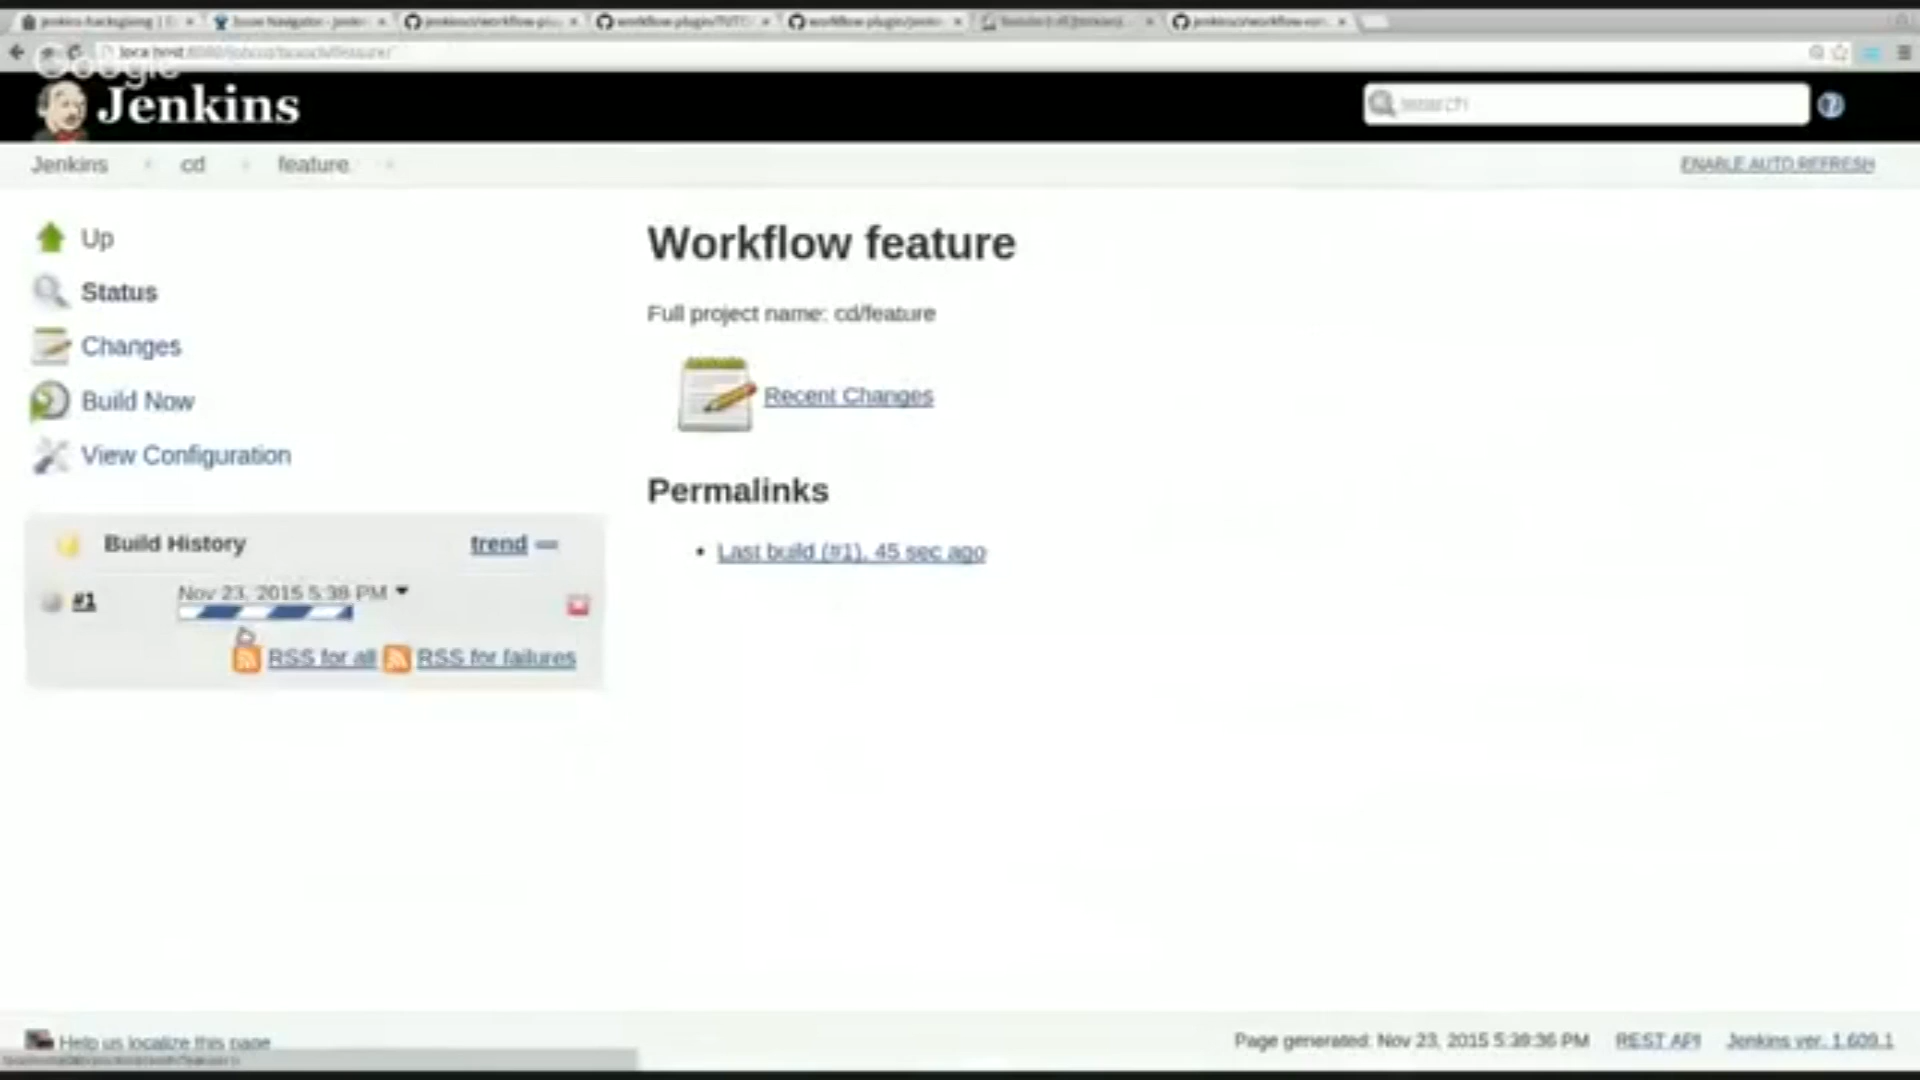 Google
Jenkins
search
Jenkins cd feature
ENABLE AUTO REFRESH
Up
Status
Changes
Build Now
View Configuration
Build History trend
#1 Nov 23, 2015 5:38 PM
RSS for all RSS for failures
Workflow feature
Full project name: cd/feature
Recent Changes
Permalinks
• Last build (#1), 45 sec ago
Help us localize this page
Page generated: Nov 23, 2015 5:39:36 PM REST API Jenkins ver. 1.609.1